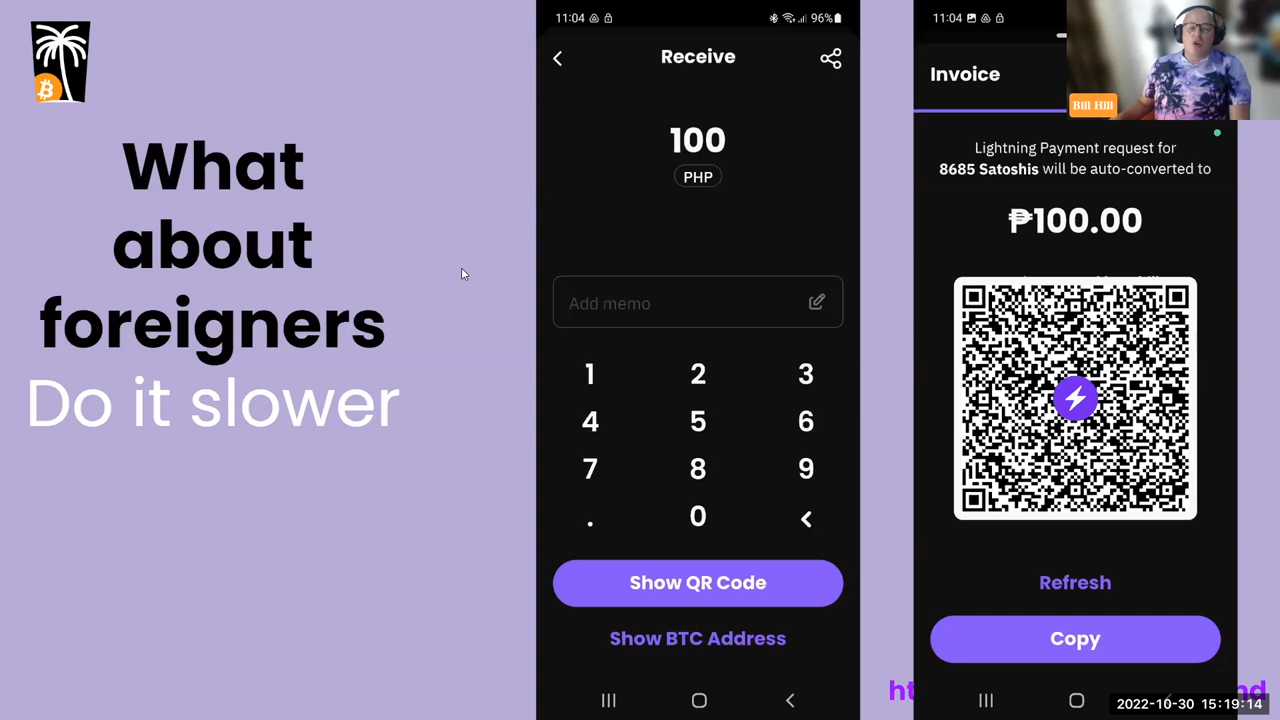 What
about
foreigners
Do it slower
11:04
96%
Receive
100
PHP
Add memo
1 2 3
4 5 6
7 8 9
. 0 <
Show QR Code
Show BTC Address
11:04
Invoice
Bill Hill
Lightning Payment request for
8685 Satoshis will be auto-converted to
₱100.00
Refresh
Copy
2022-10-30 15:19:14